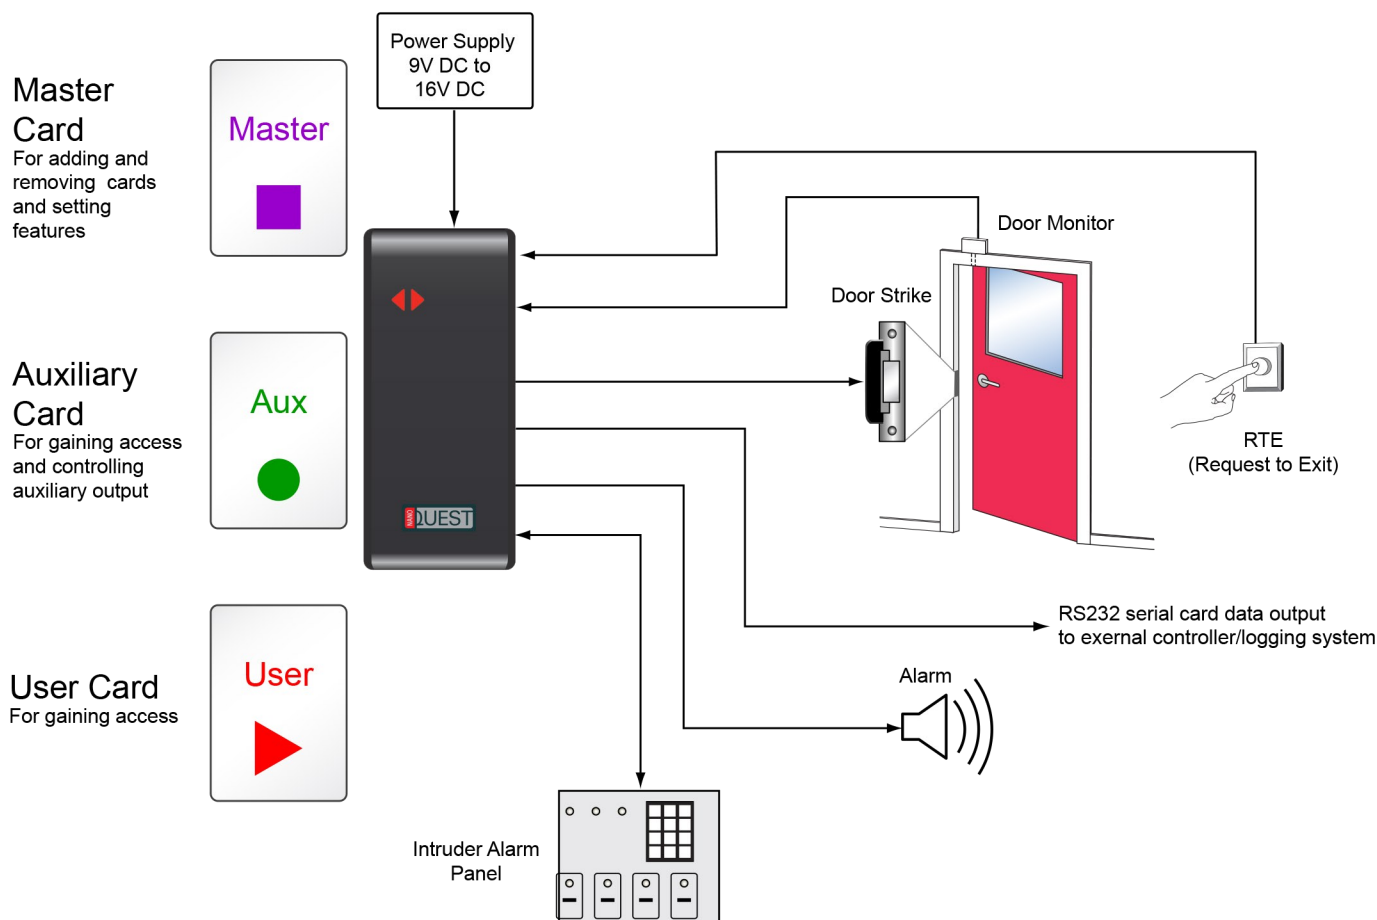 Power Supply
9V DC to
16V DC
Master
Card
For adding and
removing cards
and setting
features
Master
Door Monitor
Door Strike
Auxiliary
Card
For gaining access
and controlling
auxiliary output
Aux
RTE
(Request to Exit)
NANO
QUEST
RS232 serial card data output
to exernal controller/logging system
User Card
For gaining access
User
Alarm
Intruder Alarm
Panel